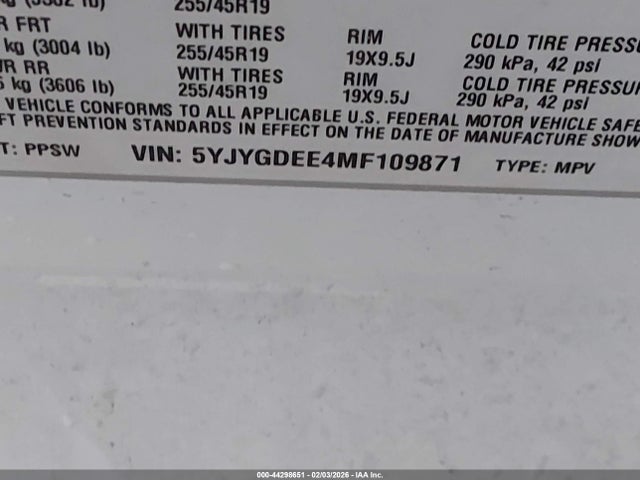 255/45R19
R FRT WITH TIRES RIM COLD TIRE PRESSU
kg (3004 lb) 255/45R19 19X9.5J 290 kPa, 42 psi
WR RR WITH TIRES RIM COLD TIRE PRESSUR
kg (3606 lb) 255/45R19 19X9.5J 290 kPa, 42 psi
VEHICLE CONFORMS TO ALL APPLICABLE U.S. FEDERAL MOTOR VEHICLE SAFE
FT PREVENTION STANDARDS IN EFFECT ON THE DATE OF MANUFACTURE SHOW
T: PPSW VIN: 5YJYGDEE4MF109871 TYPE: MPV
000-44298651 - 02/03/2026 - IAA Inc.